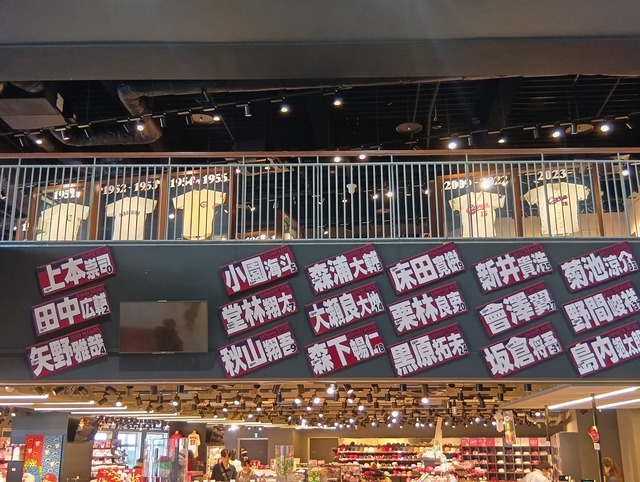 1951
1952-1953
1954-1955
2009
2022
2023
Carp
Carp
上本崇司
田中広輔
矢野雅哉
小園海斗
堂林翔太
秋山翔吾
森浦大輔
大瀬良大地
森下暢仁
床田寛樹
栗林良吏
黒原拓未
新井貴浩
會澤翼
坂倉将吾
菊池涼介
野間峻祥
島内颯太郎